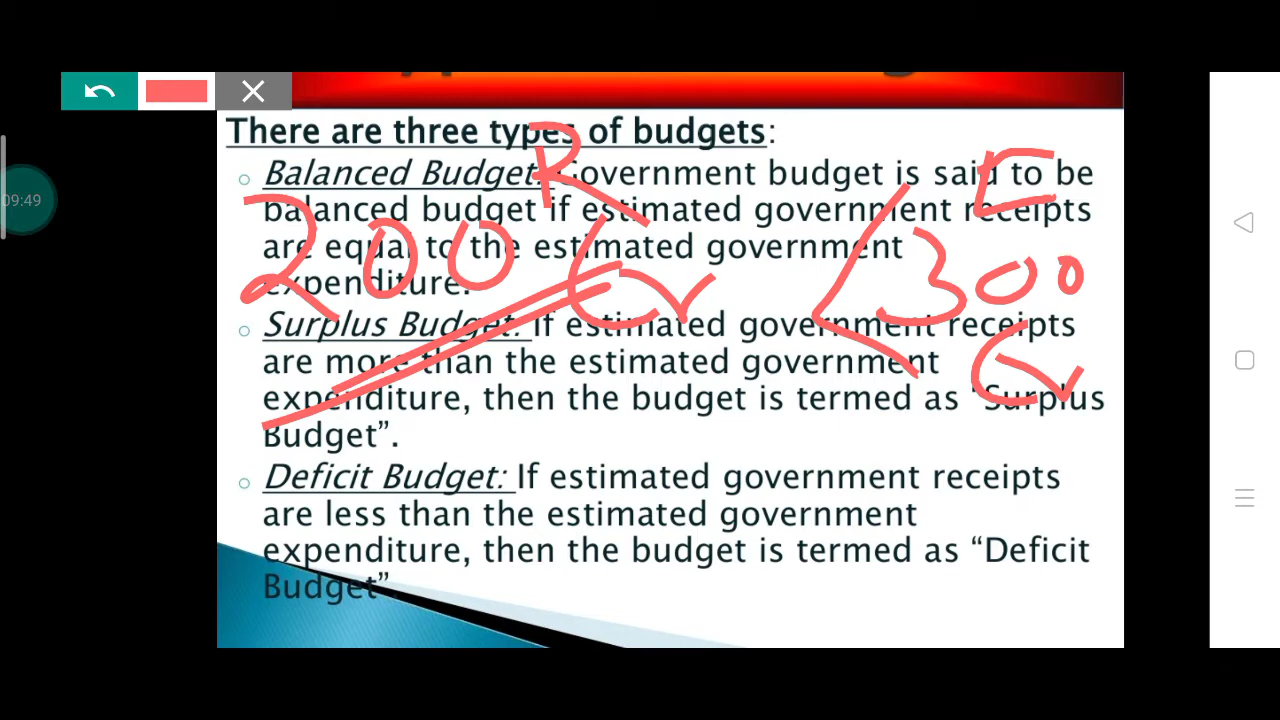 09:49
There are three types of budgets:
Balanced Budget: Government budget is said to be
balanced budget if estimated government receipts
are equal to the estimated government
expenditure.
Surplus Budget: If estimated government receipts
are more than the estimated government
expenditure, then the budget is termed as “Surplus
Budget”.
Deficit Budget: If estimated government receipts
are less than the estimated government
expenditure, then the budget is termed as “Deficit
Budget”.
R E
200 < 300